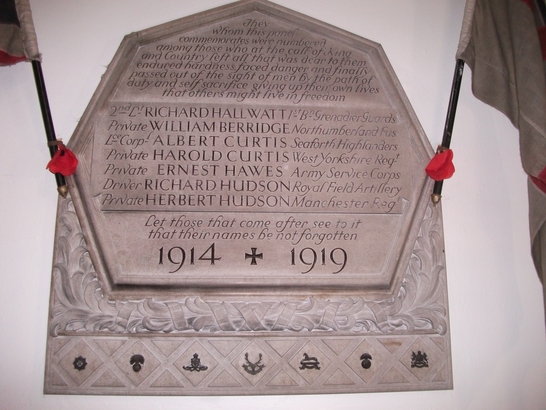 They
whom this panel
commemorates were numbered
among those who at the call of King
and Country left all that was dear to them
endured hardness faced danger and finally
passed out of the sight of men by the path of
duty and self sacrifice giving up their own lives
that others might live in freedom
2nd Lt RICHARD HALLWATT 1st Bn Grenadier Guards
Private WILLIAM BERRIDGE Northumberland Fus
Lce Corpl ALBERT CURTIS Seaforth Highlanders
Private HAROLD CURTIS West Yorkshire Regt
Private ERNEST HAWES Army Service Corps
Driver RICHARD HUDSON Royal Field Artillery
Private HERBERT HUDSON Manchester Regt
Let those that come after see to it
that their names be not forgotten
1914 ✠ 1919